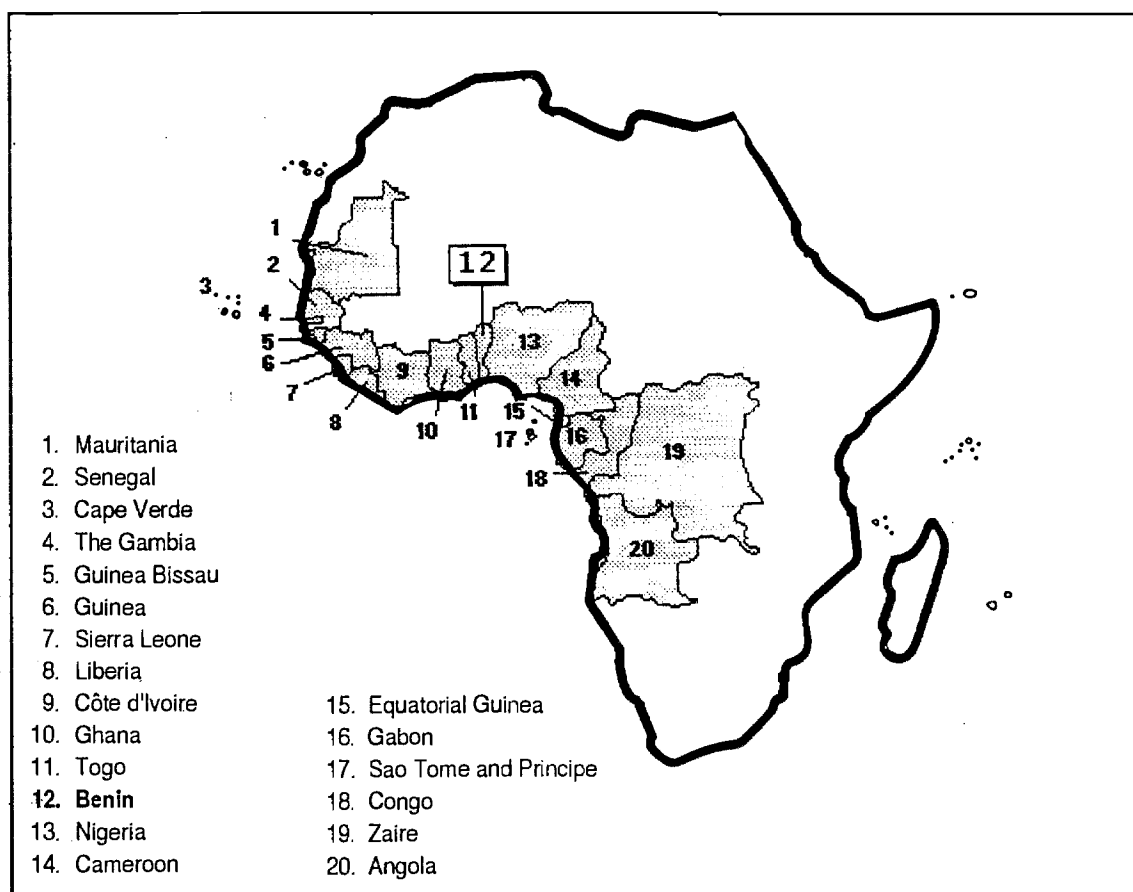 1
12
2
3
4
13
5
6
9
14
7
15
8
10
11
17
16
19
18
20
1. Mauritania
2. Senegal
3. Cape Verde
4. The Gambia
5. Guinea Bissau
6. Guinea
7. Sierra Leone
8. Liberia
9. Côte d'Ivoire
10. Ghana
11. Togo
12. Benin
13. Nigeria
14. Cameroon
15. Equatorial Guinea
16. Gabon
17. Sao Tome and Principe
18. Congo
19. Zaire
20. Angola